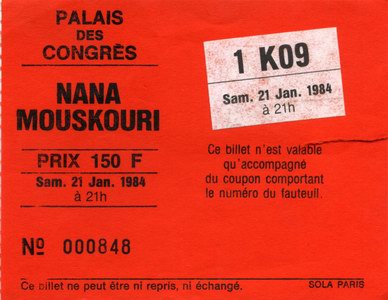 PALAIS
DES
CONGRÈS
NANA
MOUSKOURI
PRIX 150 F
Sam. 21 Jan. 1984
à 21h
Nº 000848
1 K09
Sam. 21 Jan. 1984
à 21h
Ce billet n'est valable
qu'accompagné
du coupon comportant
le numéro du fauteuil.
Ce billet ne peut être ni repris, ni échangé.
SOLA PARIS